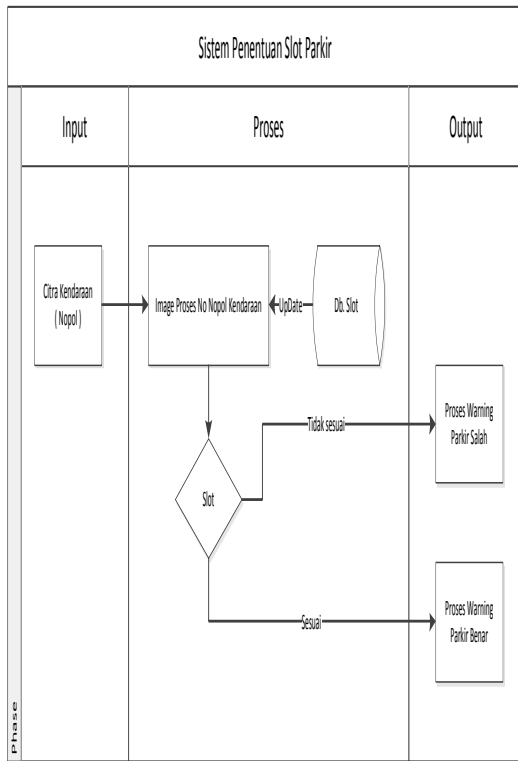 Sistem Penentuan Slot Parkir
Input
Proses
Output
Citra Kendaraan
( Nopol )
Image Proses No Nopol Kendaraan
UpDate
Db. Slot
Tidak sesuai
Proses Warning
Parkir Salah
Slot
Sesuai
Proses Warning
Parkir Benar
Phase